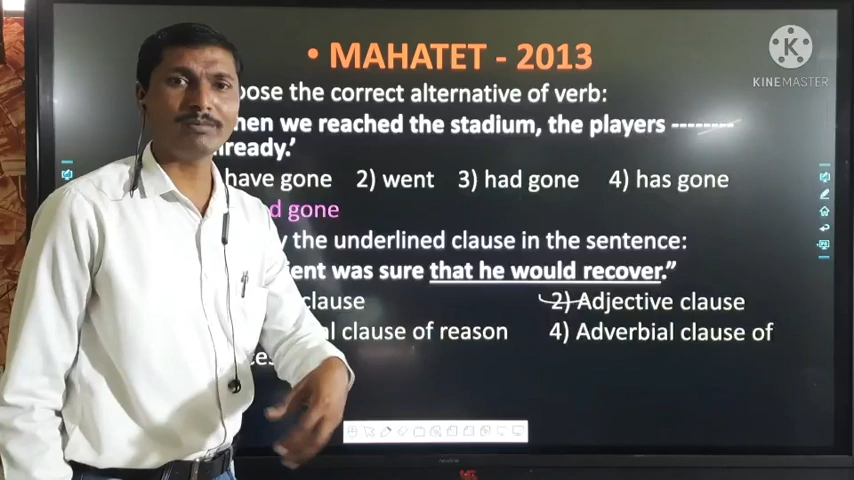 • MAHATET - 2013
oose the correct alternative of verb:
hen we reached the stadium, the players --------
lready.’
have gone 2) went 3) had gone 4) has gone
d gone
y the underlined clause in the sentence:
ient was sure that he would recover.”
clause 2) Adjective clause
l clause of reason 4) Adverbial clause of
K
KINEMASTER